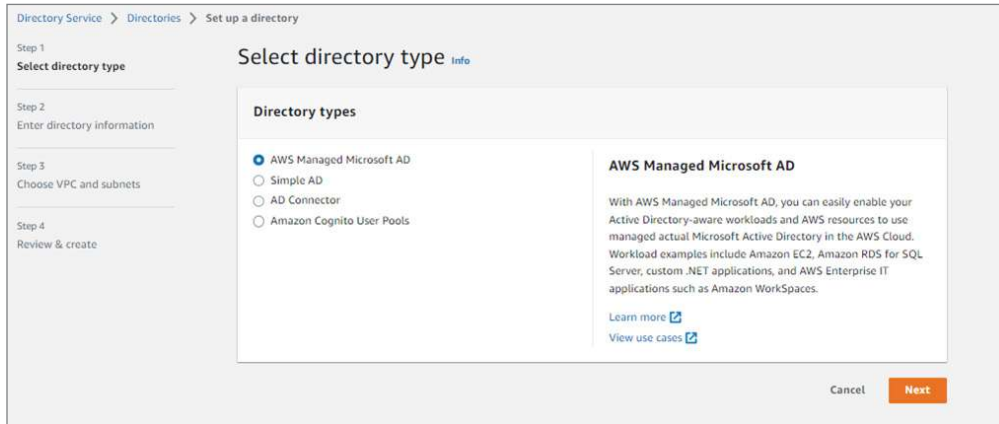 Directory Service > Directories > Set up a directory
Step 1
Select directory type
Step 2
Enter directory information
Step 3
Choose VPC and subnets
Step 4
Review & create
Select directory type Info
Directory types
AWS Managed Microsoft AD
Simple AD
AD Connector
Amazon Cognito User Pools
AWS Managed Microsoft AD
With AWS Managed Microsoft AD, you can easily enable your
Active Directory-aware workloads and AWS resources to use
managed actual Microsoft Active Directory in the AWS Cloud.
Workload examples include Amazon EC2, Amazon RDS for SQL
Server, custom .NET applications, and AWS Enterprise IT
applications such as Amazon WorkSpaces.
Learn more
View use cases
Cancel
Next